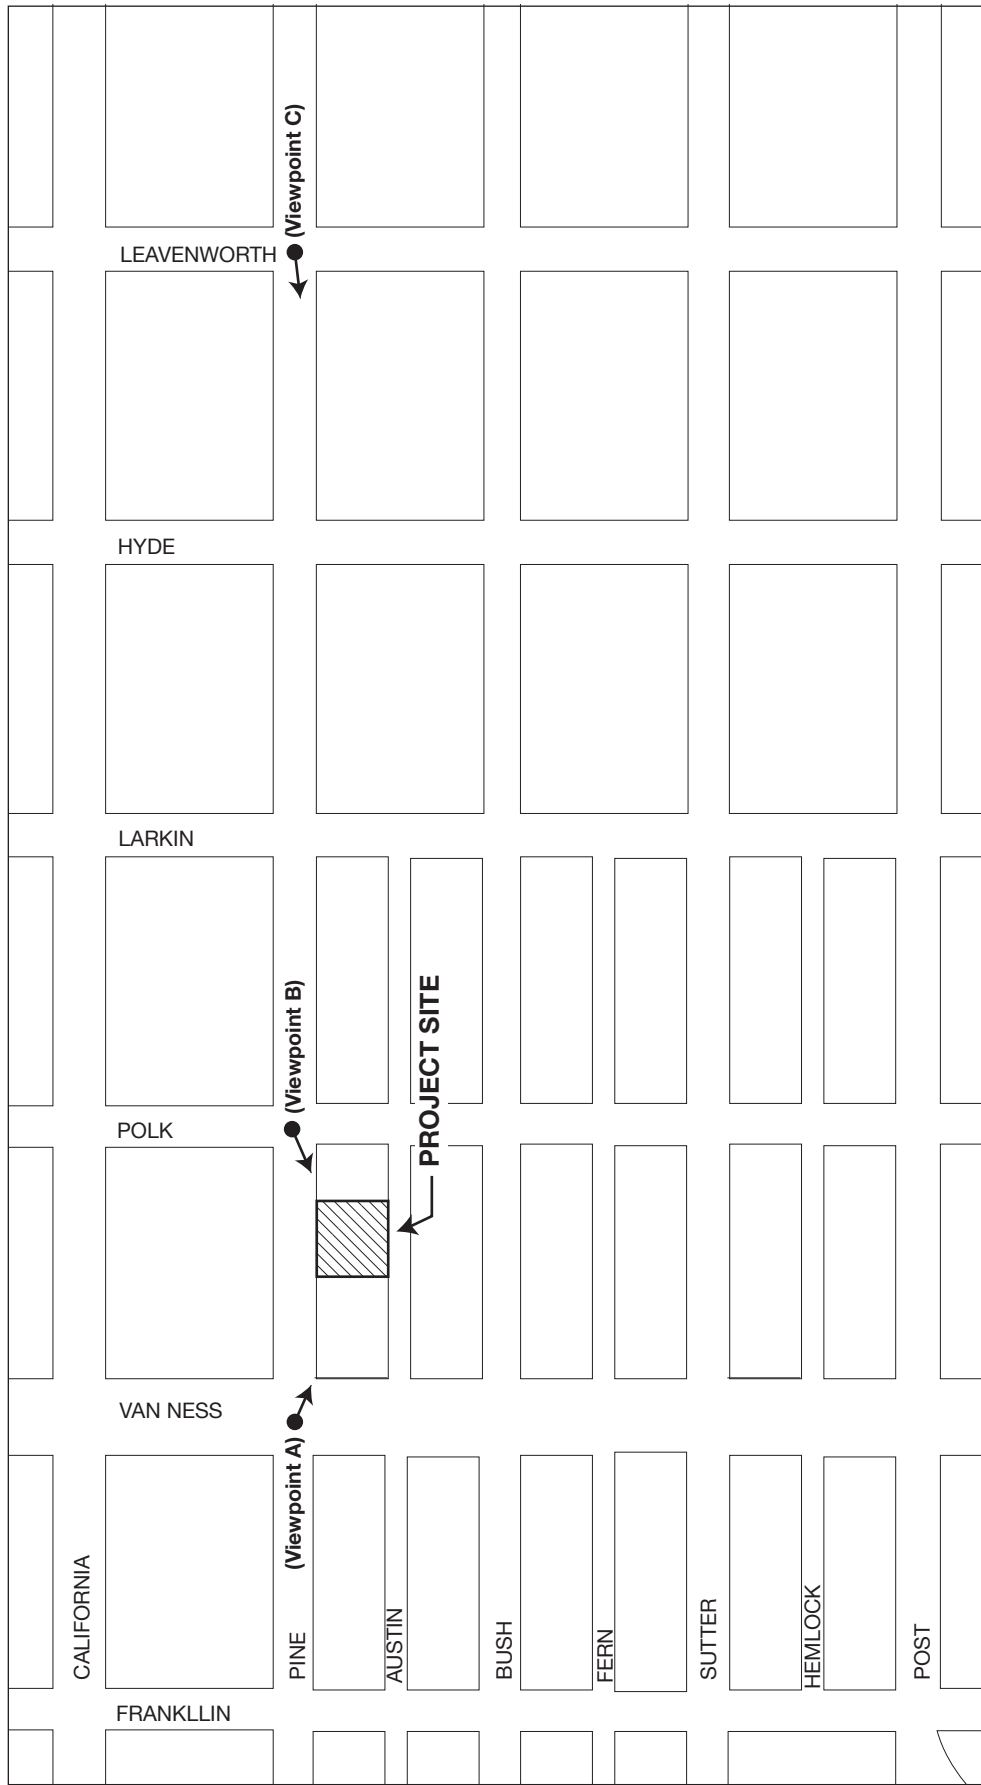 (Viewpoint C)
LEAVENWORTH
HYDE
LARKIN
(Viewpoint B)
PROJECT SITE
POLK
VAN NESS
(Viewpoint A)
CALIFORNIA
PINE
AUSTIN
BUSH
FERN
SUTTER
HEMLOCK
POST
FRANKLLIN